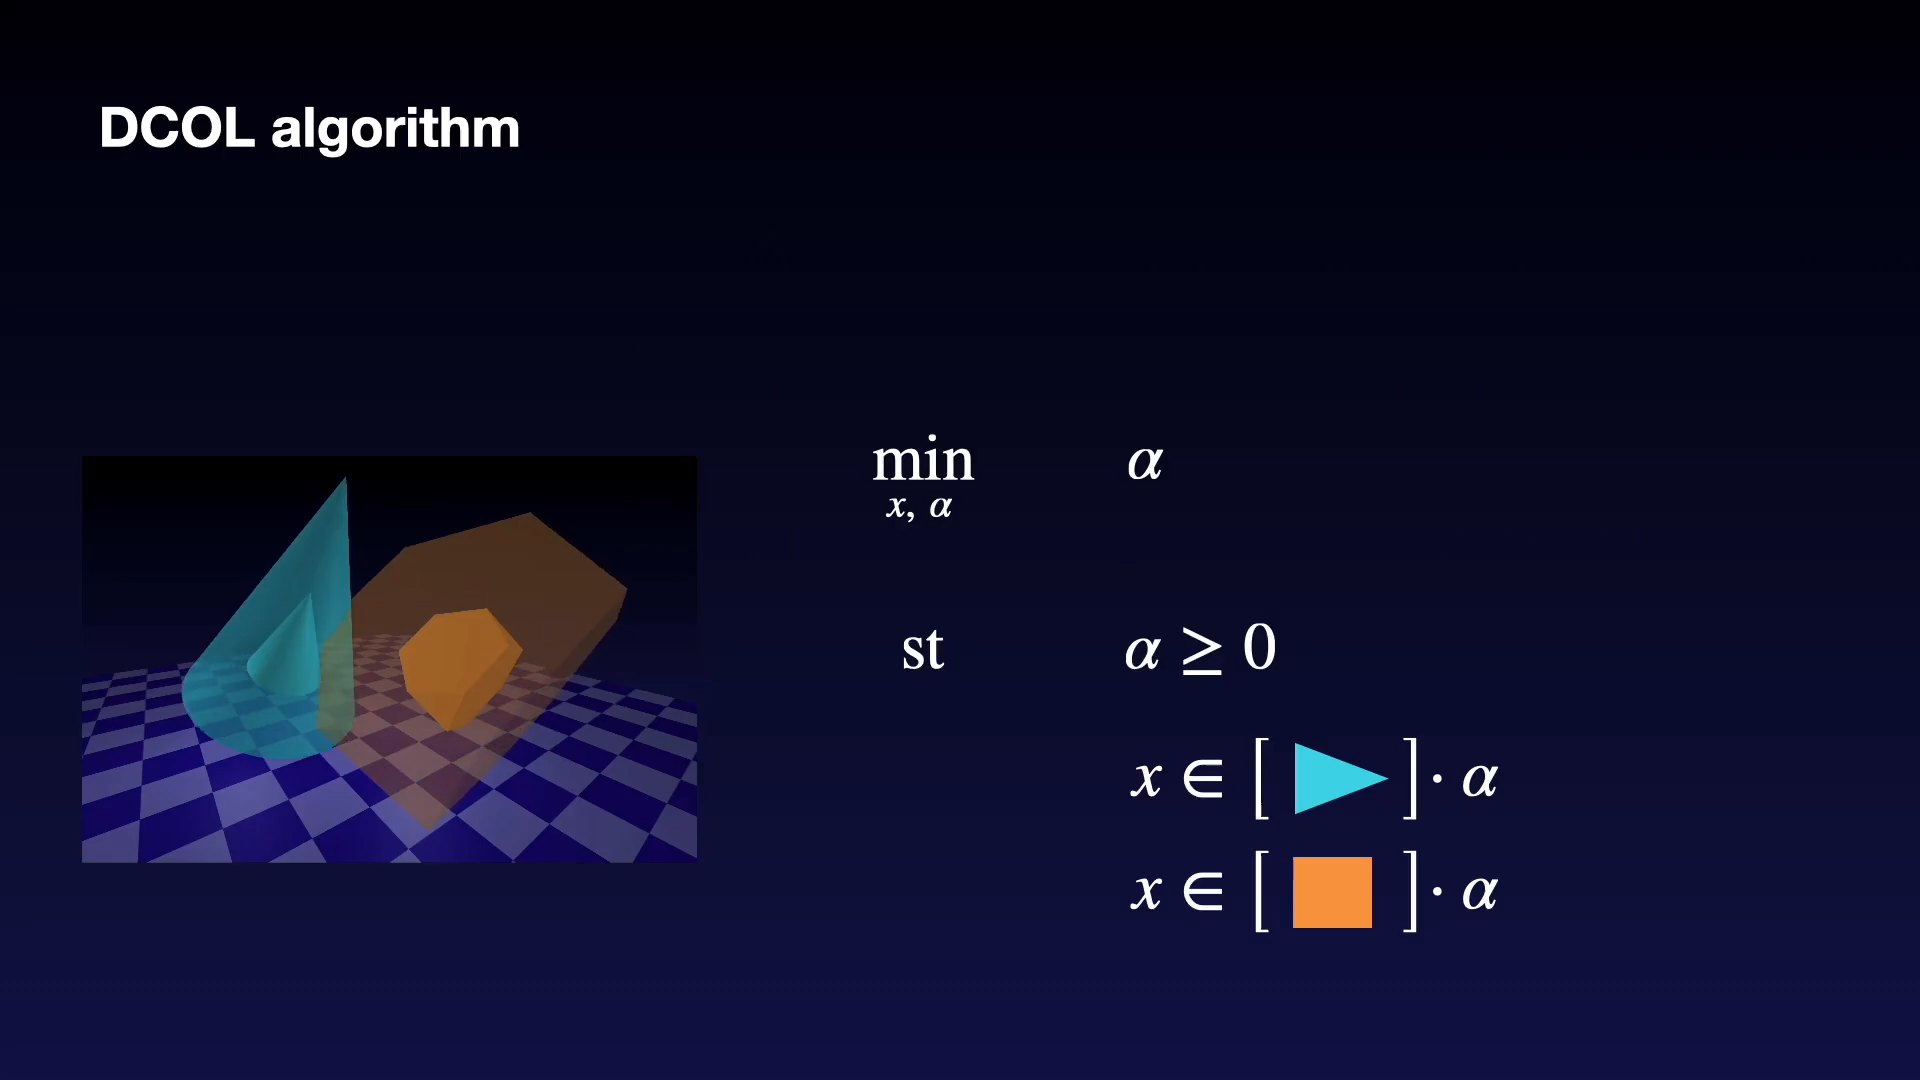 DCOL algorithm
min α
x, α
st α ≥ 0
x ∈ [ ] · α
x ∈ [ ] · α